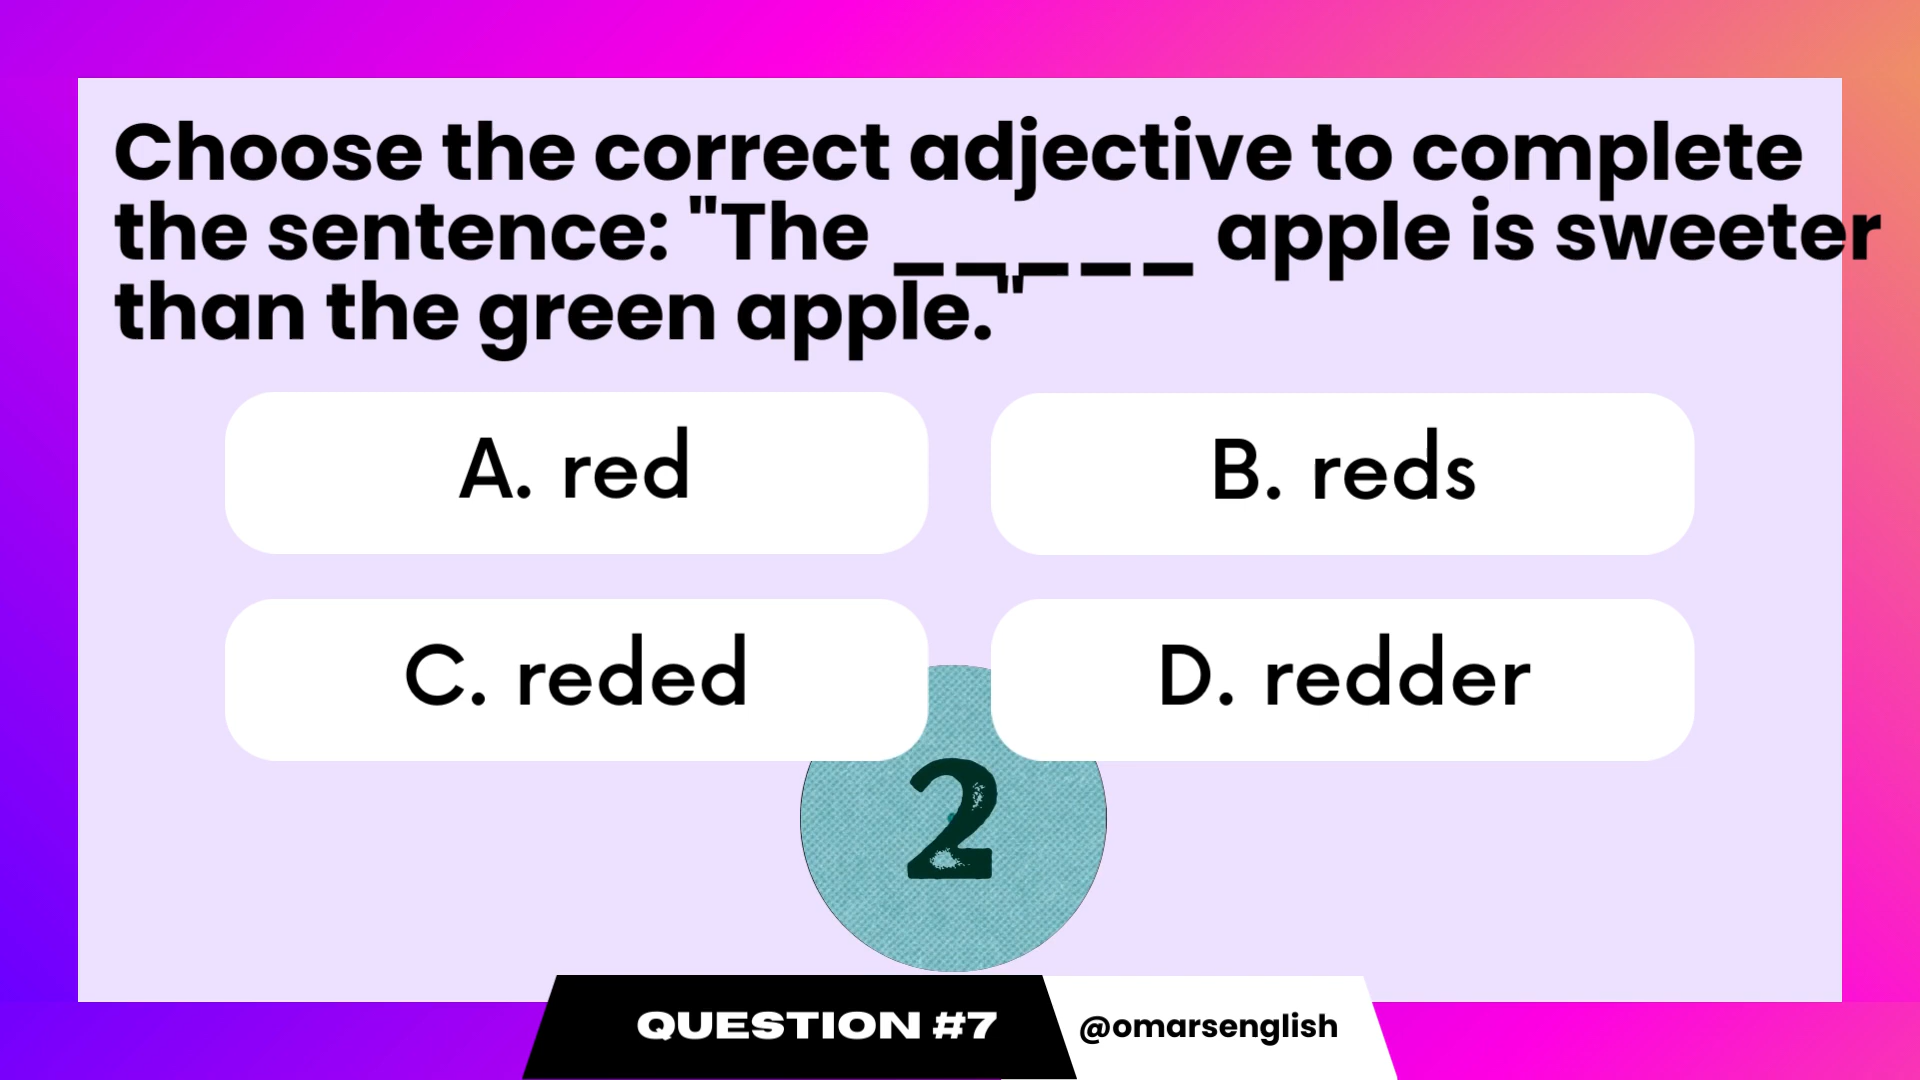 Choose the correct adjective to complete
the sentence: "The _____ apple is sweeter
than the green apple."
A. red
B. reds
C. reded
D. redder
2
QUESTION #7
@omarsenglish